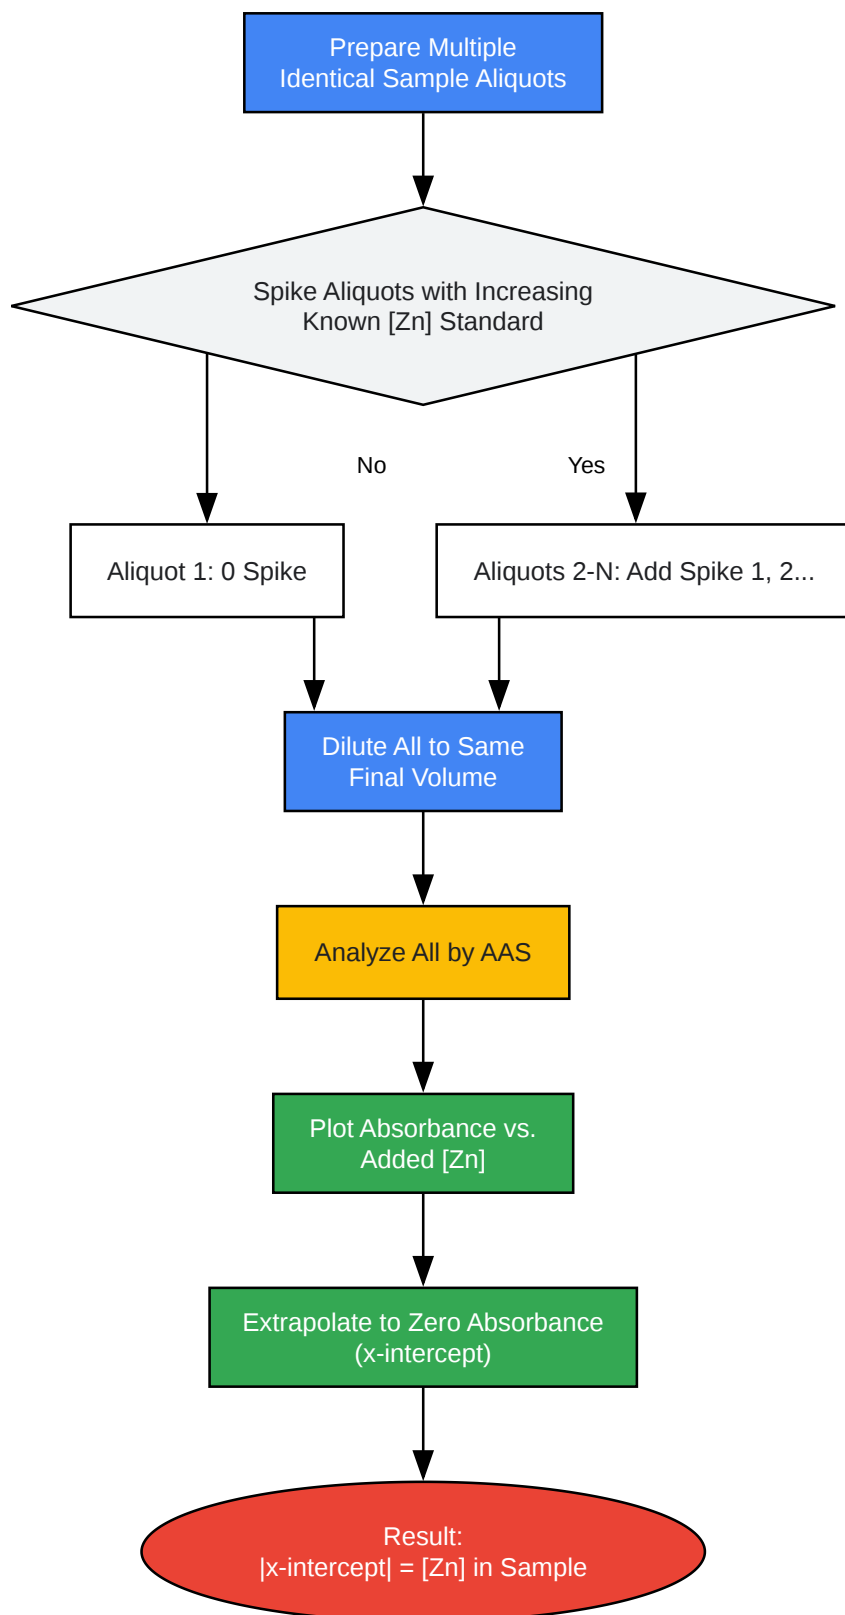 Prepare Multiple
Identical Sample Aliquots
Spike Aliquots with Increasing
Known [Zn] Standard
No
Yes
Aliquot 1: 0 Spike
Aliquots 2-N: Add Spike 1, 2...
Dilute All to Same
Final Volume
Analyze All by AAS
Plot Absorbance vs.
Added [Zn]
Extrapolate to Zero Absorbance
(x-intercept)
Result:
|x-intercept| = [Zn] in Sample